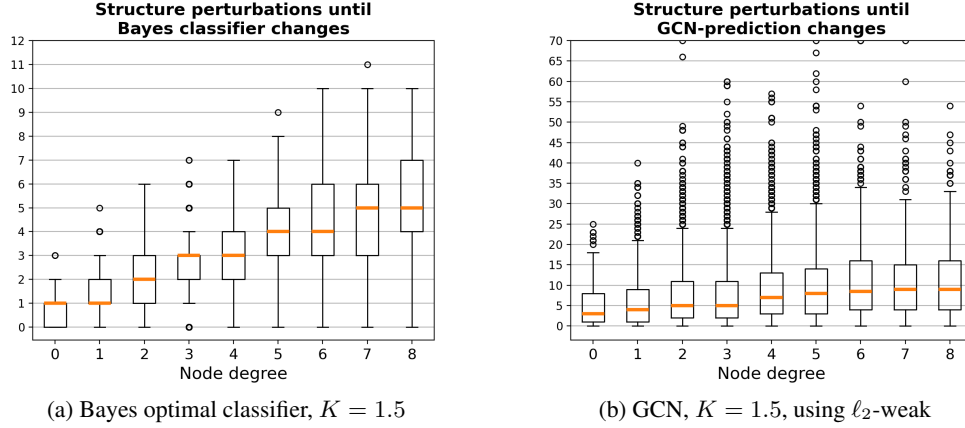 Structure perturbations until
Bayes classifier changes
12
11
10
9
8
7
6
5
4
3
2
1
0
0 1 2 3 4 5 6 7 8
Node degree
(a) Bayes optimal classifier, K = 1.5
Structure perturbations until
GCN-prediction changes
70
65
60
55
50
45
40
35
30
25
20
15
10
5
0
0 1 2 3 4 5 6 7 8
Node degree
(b) GCN, K = 1.5, using ℓ₂-weak